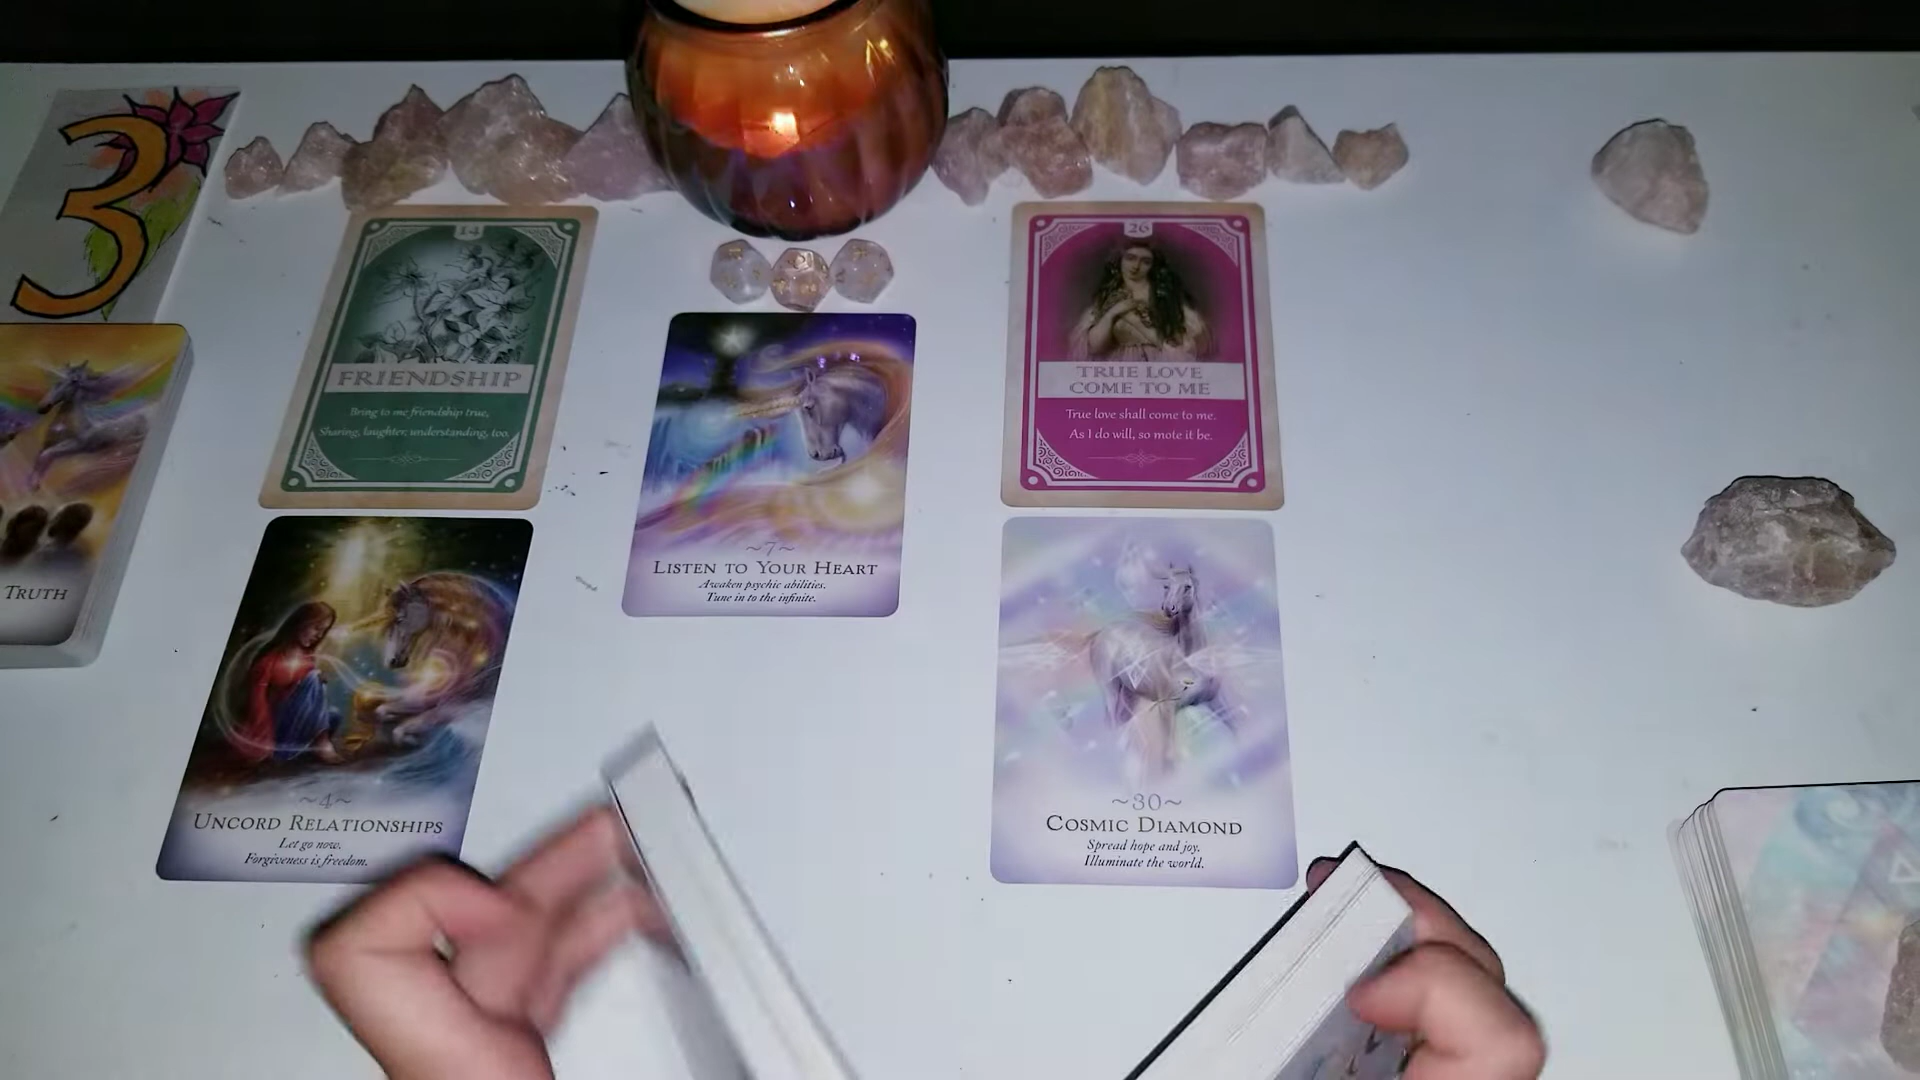 3
14
FRIENDSHIP
Bring to me friendship true,
Sharing, laughter, understanding, too.
26
TRUE LOVE
COME TO ME
True love shall come to me.
As I do will, so mote it be.
~7~
LISTEN TO YOUR HEART
Awaken psychic abilities.
Tune in to the infinite.
TRUTH
~4~
UNCORD RELATIONSHIPS
Let go now.
Forgiveness is freedom.
~30~
COSMIC DIAMOND
Spread hope and joy.
Illuminate the world.